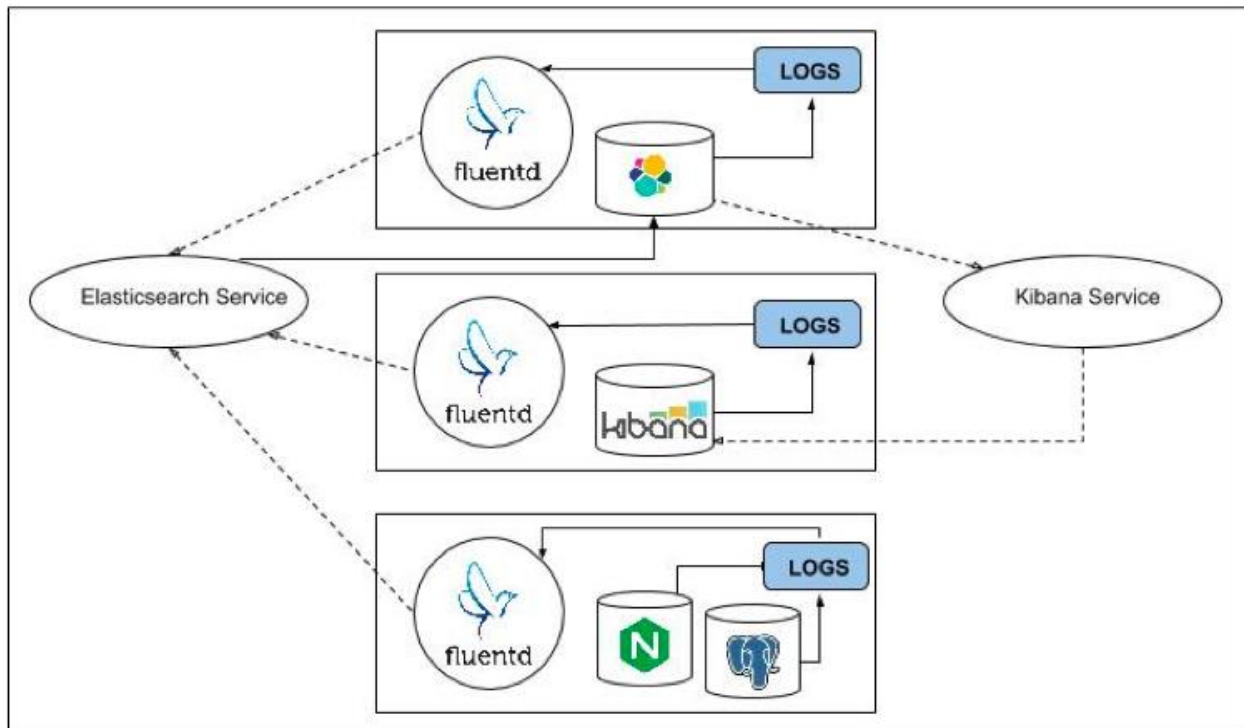 LOGS
fluentd
Elasticsearch Service
Kibana Service
LOGS
fluentd
kibana
LOGS
fluentd
N